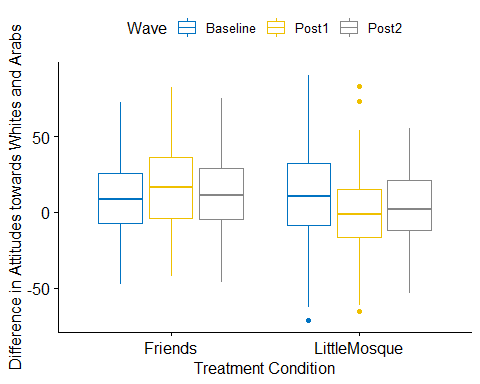 Wave Baseline Post1 Post2
Difference in Attitudes towards Whites and Arabs
50
0
-50
Friends LittleMosque
Treatment Condition